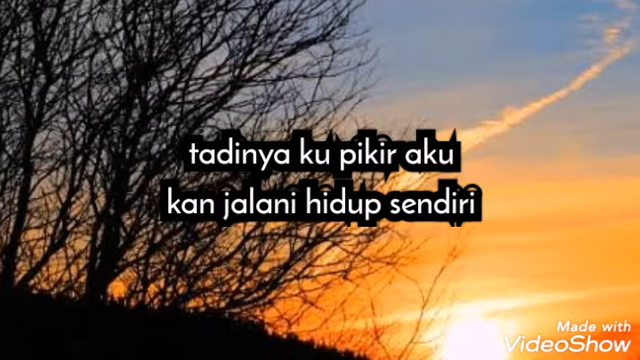 tadinya ku pikir aku
kan jalani hidup sendiri
Made with
VideoShow